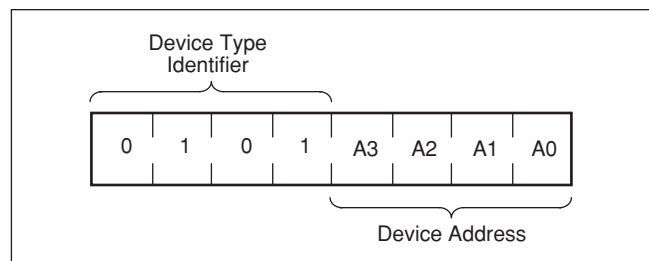 Device Type
Identifier
0 1 0 1 A3 A2 A1 A0
Device Address